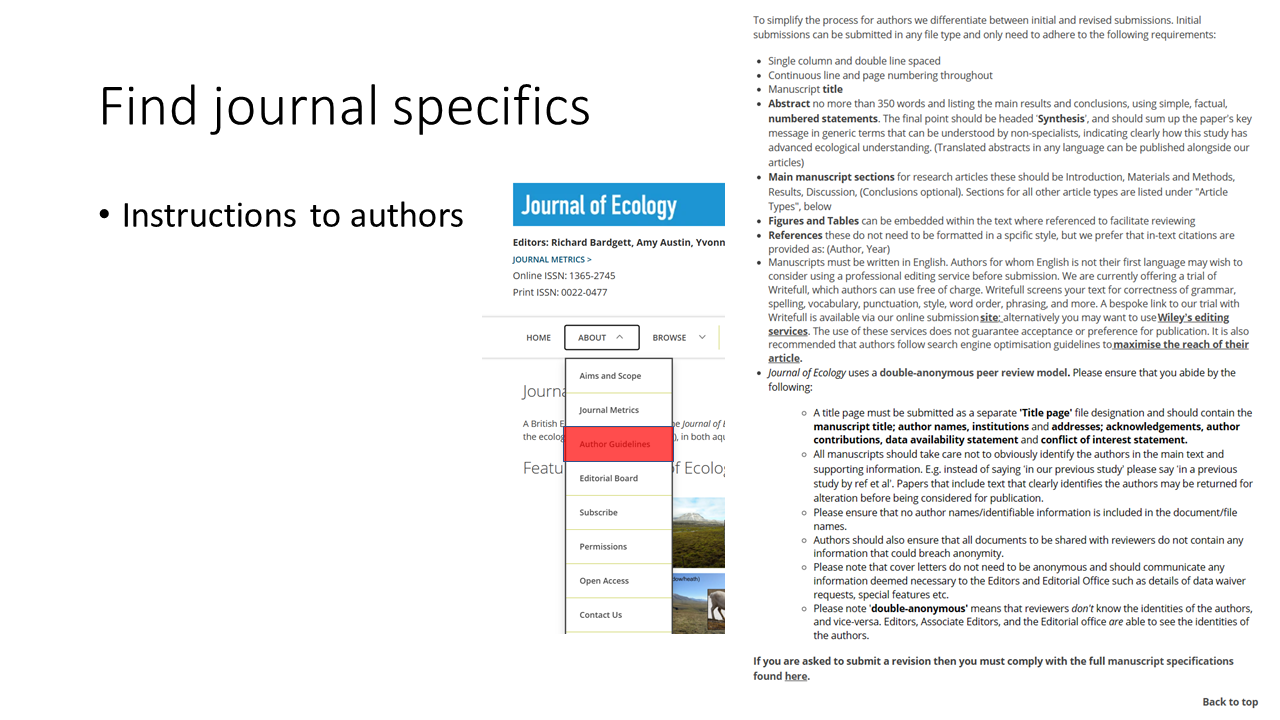 Find journal specifics
• Instructions to authors
Journal of Ecology
Editors: Richard Bardgett, Amy Austin, Yvonn
JOURNAL METRICS >
Online ISSN: 1365-2745
Print ISSN: 0022-0477
HOME ABOUT BROWSE
Aims and Scope
Journal Metrics
Author Guidelines
Editorial Board
Subscribe
Permissions
Open Access
Contact Us
Journa
A British E
the ecolog
), in both aqu
Featu
of Ecolog
dow/heath)
To simplify the process for authors we differentiate between initial and revised submissions. Initial
submissions can be submitted in any file type and only need to adhere to the following requirements:
• Single column and double line spaced
• Continuous line and page numbering throughout
• Manuscript title
• Abstract no more than 350 words and listing the main results and conclusions, using simple, factual,
numbered statements. The final point should be headed 'Synthesis', and should sum up the paper's key
message in generic terms that can be understood by non-specialists, indicating clearly how this study has
advanced ecological understanding. (Translated abstracts in any language can be published alongside our
articles)
• Main manuscript sections for research articles these should be Introduction, Materials and Methods,
Results, Discussion, (Conclusions optional). Sections for all other article types are listed under "Article
Types", below
• Figures and Tables can be embedded within the text where referenced to facilitate reviewing
• References these do not need to be formatted in a spcific style, but we prefer that in-text citations are
provided as: (Author, Year)
• Manuscripts must be written in English. Authors for whom English is not their first language may wish to
consider using a professional editing service before submission. We are currently offering a trial of
Writefull, which authors can use free of charge. Writefull screens your text for correctness of grammar,
spelling, vocabulary, punctuation, style, word order, phrasing, and more. A bespoke link to our trial with
Writefull is available via our online submission site; alternatively you may want to use Wiley's editing
services. The use of these services does not guarantee acceptance or preference for publication. It is also
recommended that authors follow search engine optimisation guidelines to maximise the reach of their
article.
• Journal of Ecology uses a double-anonymous peer review model. Please ensure that you abide by the
following:
○ A title page must be submitted as a separate 'Title page' file designation and should contain the
manuscript title; author names, institutions and addresses; acknowledgements, author
contributions, data availability statement and conflict of interest statement.
○ All manuscripts should take care not to obviously identify the authors in the main text and
supporting information. E.g. instead of saying 'in our previous study' please say 'in a previous
study by ref et al'. Papers that include text that clearly identifies the authors may be returned for
alteration before being considered for publication.
○ Please ensure that no author names/identifiable information is included in the document/file
names.
○ Authors should also ensure that all documents to be shared with reviewers do not contain any
information that could breach anonymity.
○ Please note that cover letters do not need to be anonymous and should communicate any
information deemed necessary to the Editors and Editorial Office such as details of data waiver
requests, special features etc.
○ Please note 'double-anonymous' means that reviewers don't know the identities of the authors,
and vice-versa. Editors, Associate Editors, and the Editorial office are able to see the identities of
the authors.
If you are asked to submit a revision then you must comply with the full manuscript specifications
found here.
Back to top